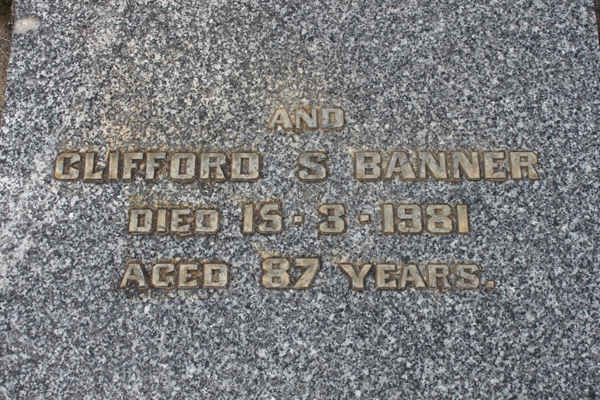 AND
CLIFFORD S BANNER
DIED 15-3-1981
AGED 87 YEARS.